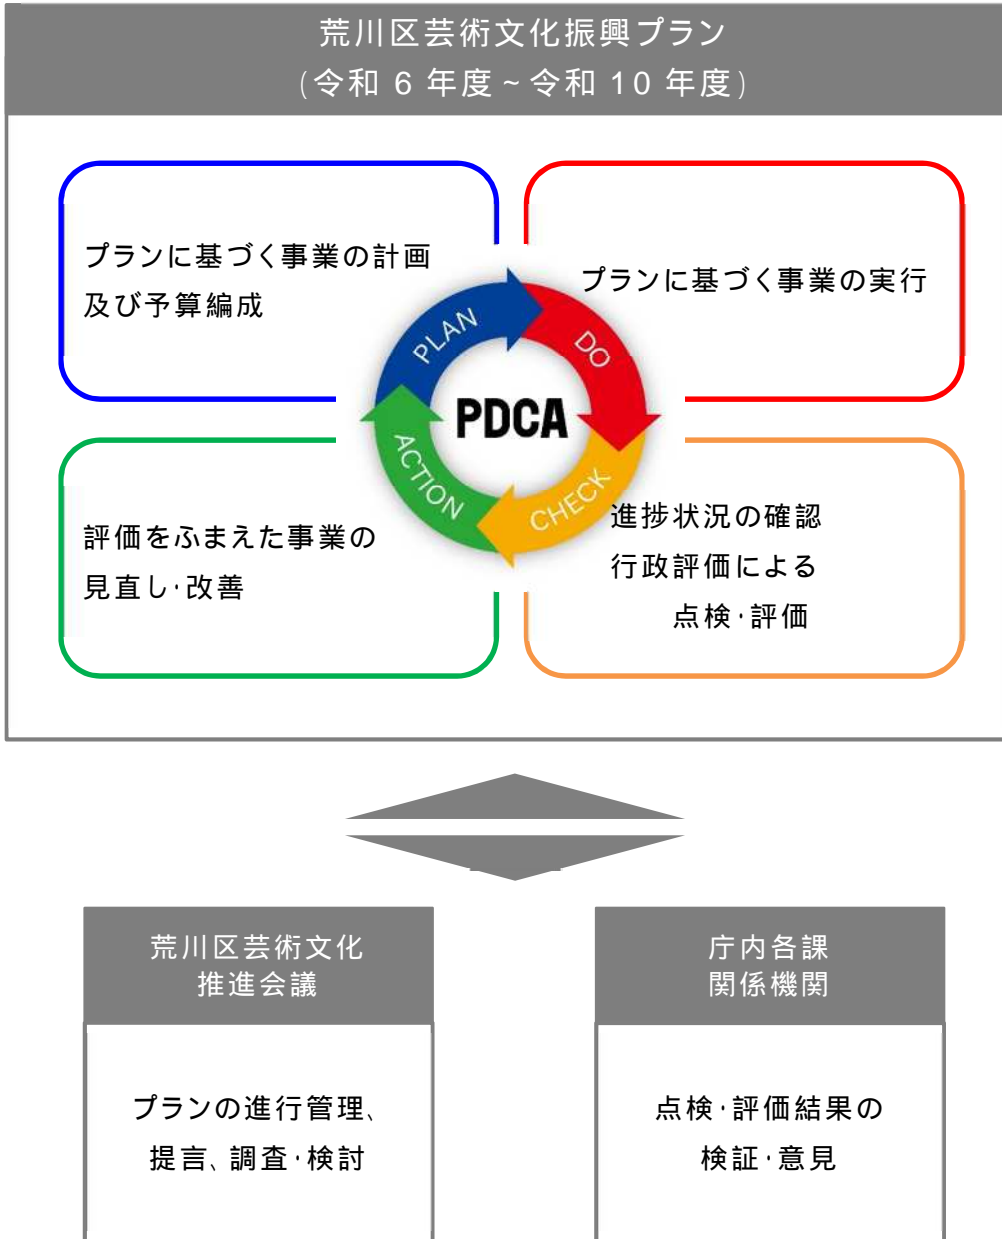 荒川区芸術文化振興プラン
(令和 6 年度~令和 10 年度)
プランに基づく事業の計画
及び予算編成
プランに基づく事業の実行
PLAN
DO
PDCA
ACTION
CHECK
評価をふまえた事業の
見直し・改善
進捗状況の確認
行政評価による
点検・評価
荒川区芸術文化
推進会議
プランの進行管理、
提言、調査・検討
庁内各課
関係機関
点検・評価結果の
検証・意見